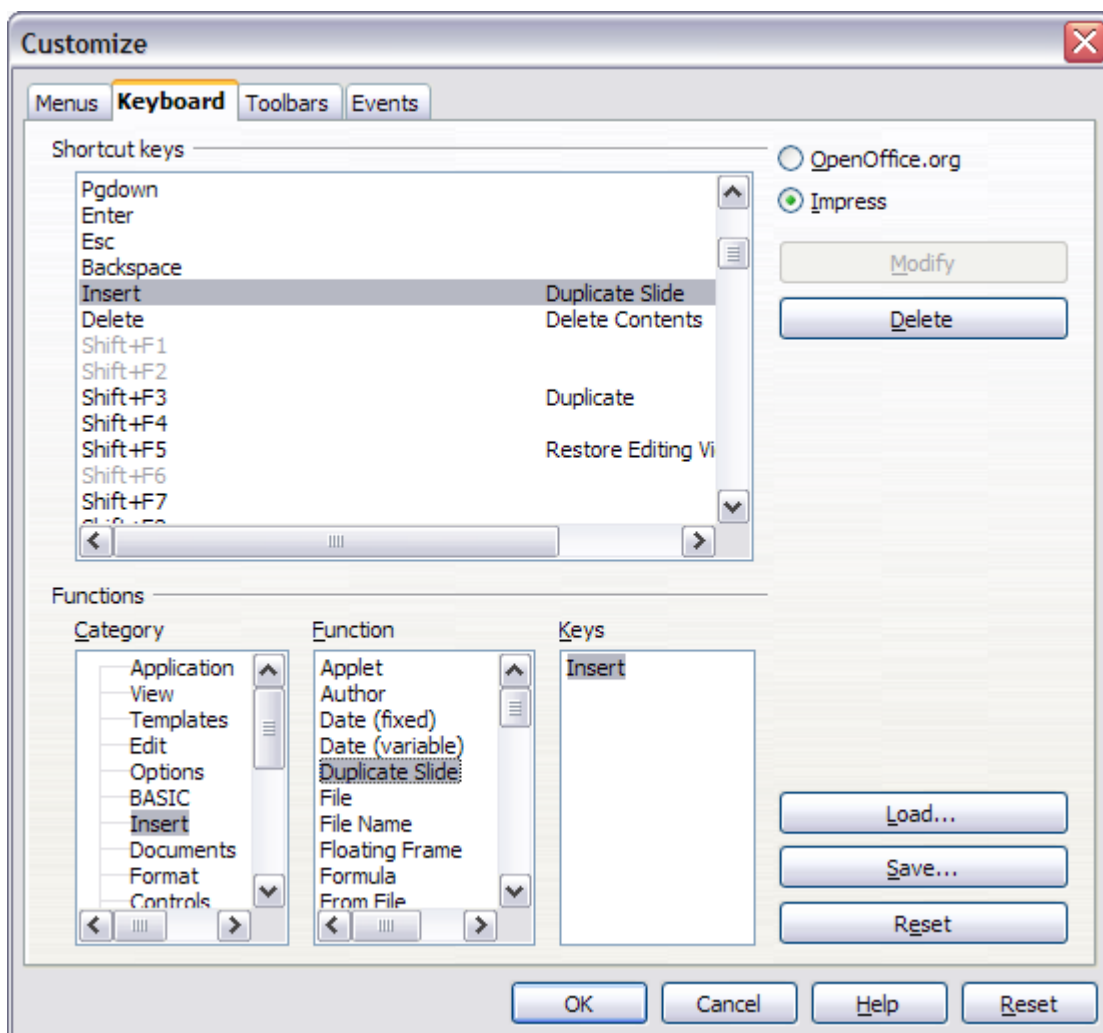 Customize
Menus Keyboard Toolbars Events
Shortcut keys
OpenOffice.org
Impress
Modify
Delete
Pgdown
Enter
Esc
Backspace
Insert Duplicate Slide
Delete Delete Contents
Shift+F1
Shift+F2
Shift+F3 Duplicate
Shift+F4
Shift+F5 Restore Editing Vi
Shift+F6
Shift+F7
Functions
Category
Application
View
Templates
Edit
Options
BASIC
Insert
Documents
Format
Controls
Function
Applet
Author
Date (fixed)
Date (variable)
Duplicate Slide
File
File Name
Floating Frame
Formula
From File
Keys
Insert
Load...
Save...
Reset
OK Cancel Help Reset